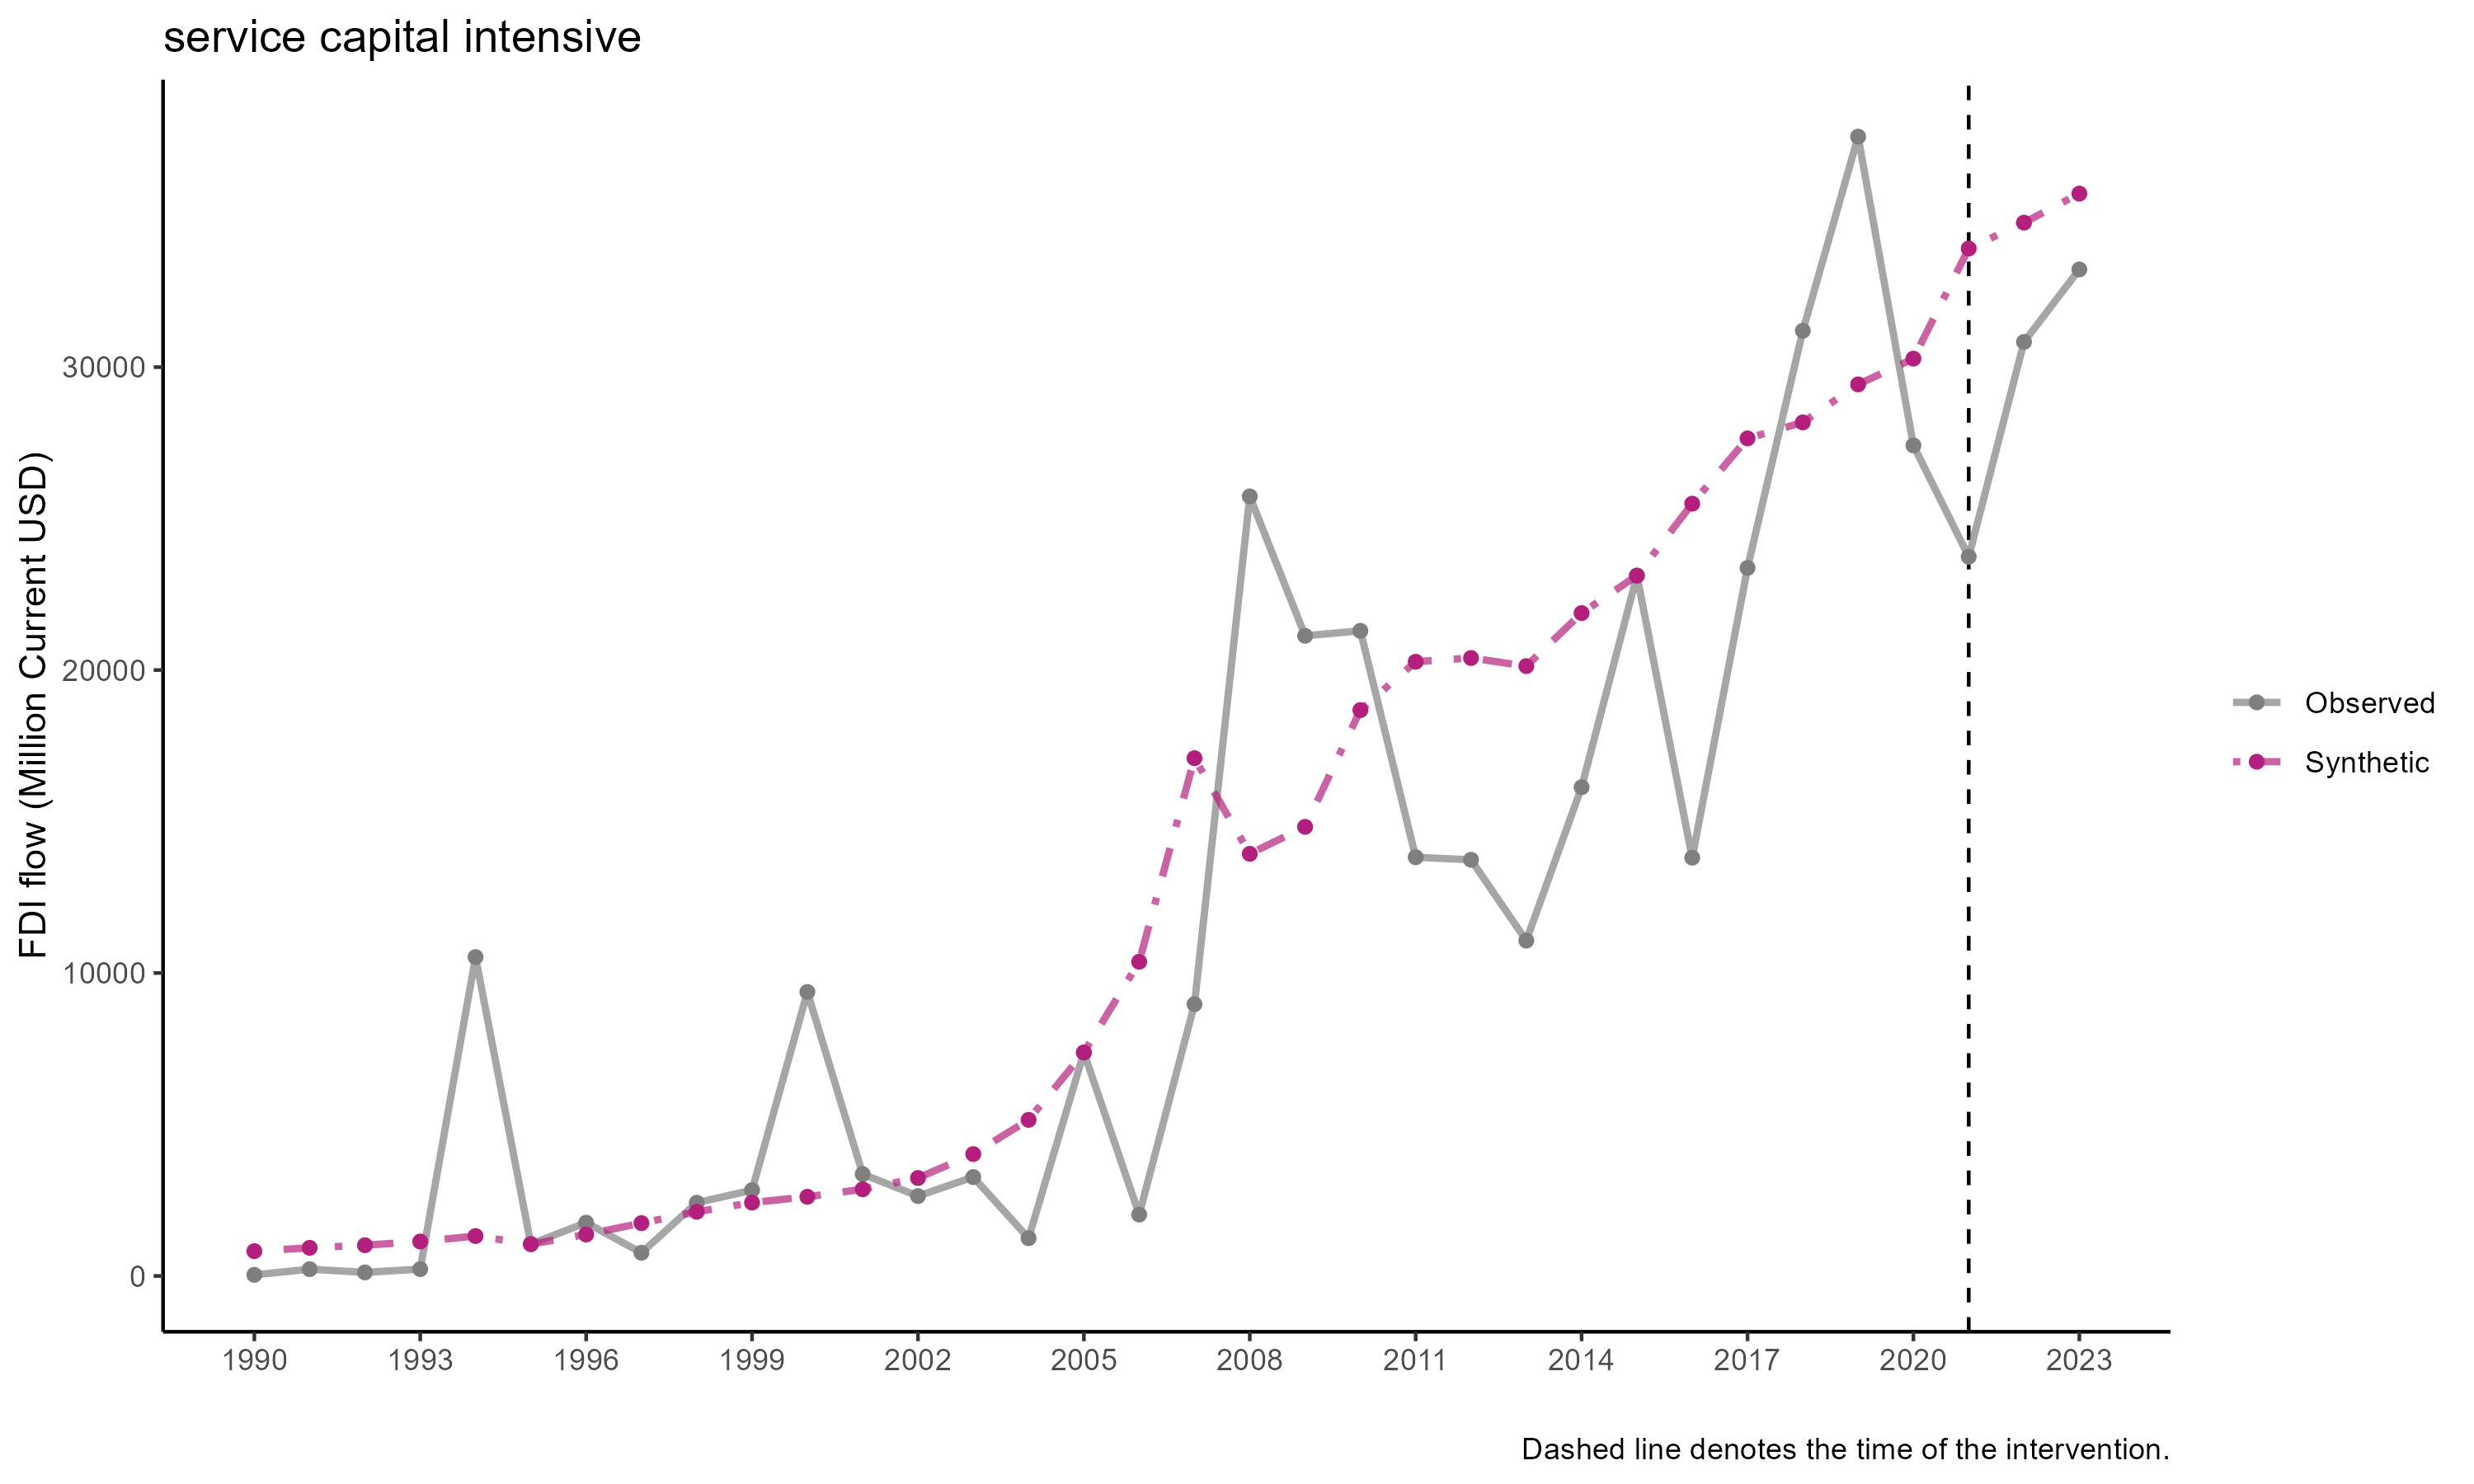 service capital intensive
FDI flow (Million Current USD)
30000
20000
10000
0
1990 1993 1996 1999 2002 2005 2008 2011 2014 2017 2020 2023
Observed
Synthetic
Dashed line denotes the time of the intervention.